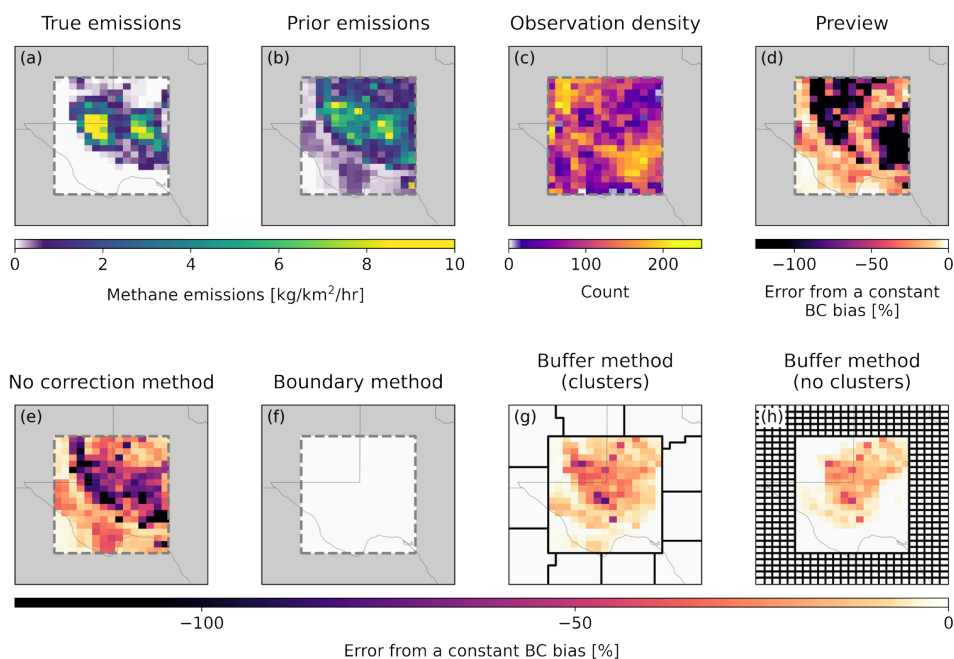 True emissions
Prior emissions
Observation density
Preview
(a)
(b)
(c)
(d)
0 2 4 6 8 10
0 100 200
−100 −50 0
Methane emissions [kg/km²/hr]
Count
Error from a constant
BC bias [%]
No correction method
Boundary method
Buffer method
(clusters)
Buffer method
(no clusters)
(e)
(f)
(g)
(h)
−100 −50 0
Error from a constant BC bias [%]